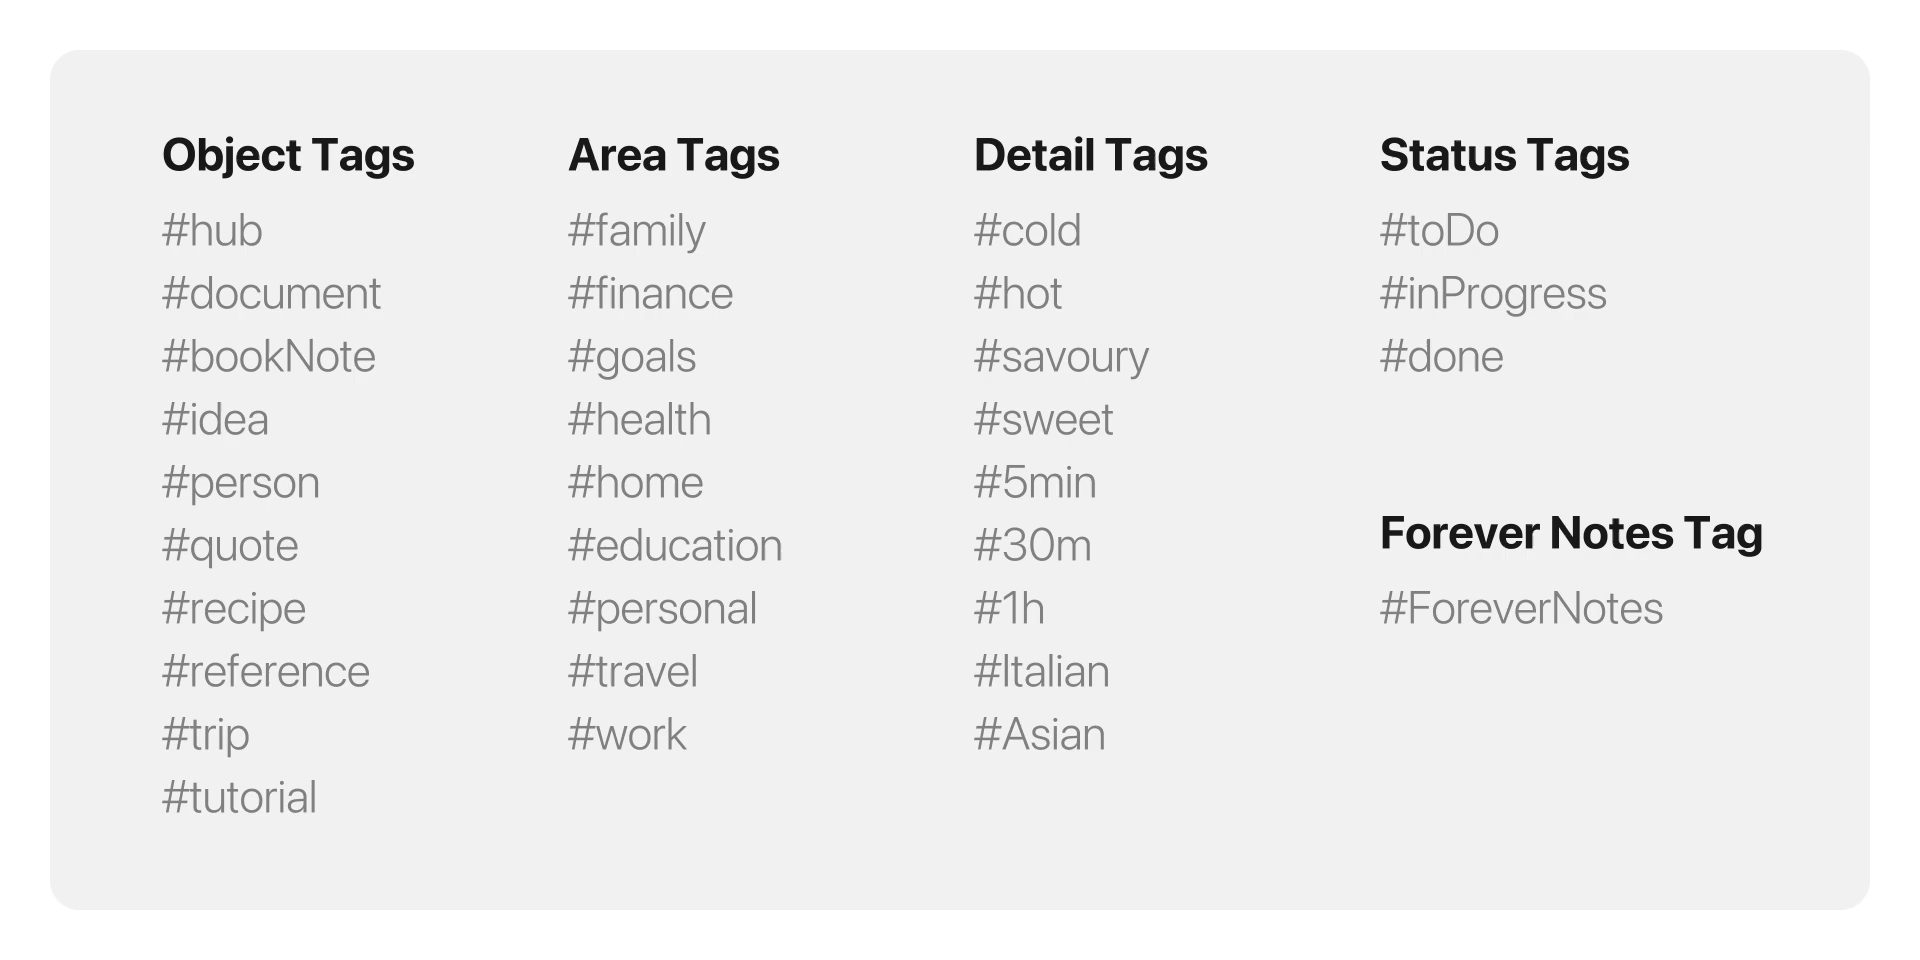 Object Tags
#hub
#document
#bookNote
#idea
#person
#quote
#recipe
#reference
#trip
#tutorial
Area Tags
#family
#finance
#goals
#health
#home
#education
#personal
#travel
#work
Detail Tags
#cold
#hot
#savoury
#sweet
#5min
#30m
#1h
#Italian
#Asian
Status Tags
#toDo
#inProgress
#done
Forever Notes Tag
#ForeverNotes